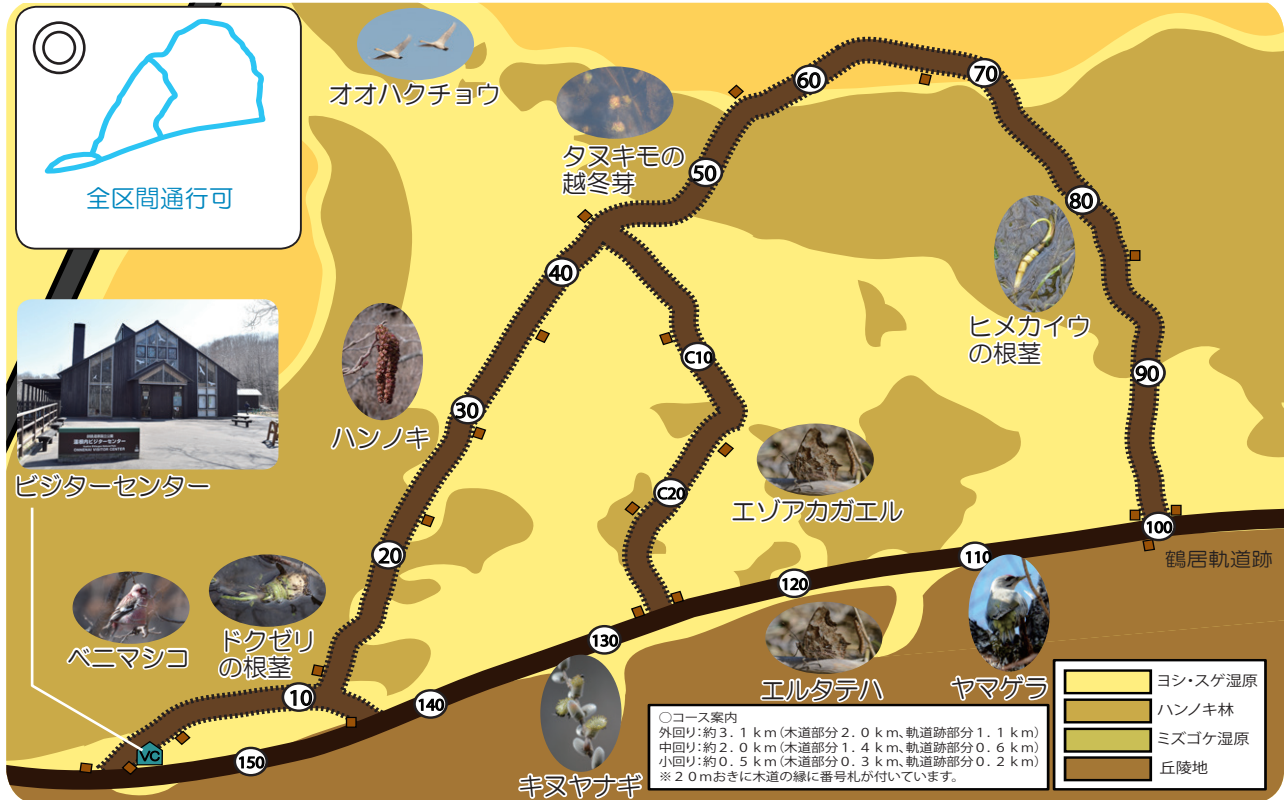 全区間通行可
オオハクチョウ
タヌキモの
越冬芽
60
70
50
80
40
ヒメカイウ
の根茎
C10
90
ハンノキ
30
ビジターセンター
C20
エゾアカガエル
20
100
110
鶴居軌道跡
120
ベニマシコ
ドクゼリ
の根茎
130
エルタテハ
ヤマゲラ
10
140
キヌヤナギ
VC
150
○コース案内
外回り:約3.1km(木道部分2.0km、軌道跡部分1.1km)
中回り:約2.0km(木道部分1.4km、軌道跡部分0.6km)
小回り:約0.5km(木道部分0.3km、軌道跡部分0.2km)
※20mおきに木道の縁に番号札が付いています。
ヨシ・スゲ湿原
ハンノキ林
ミズゴケ湿原
丘陵地